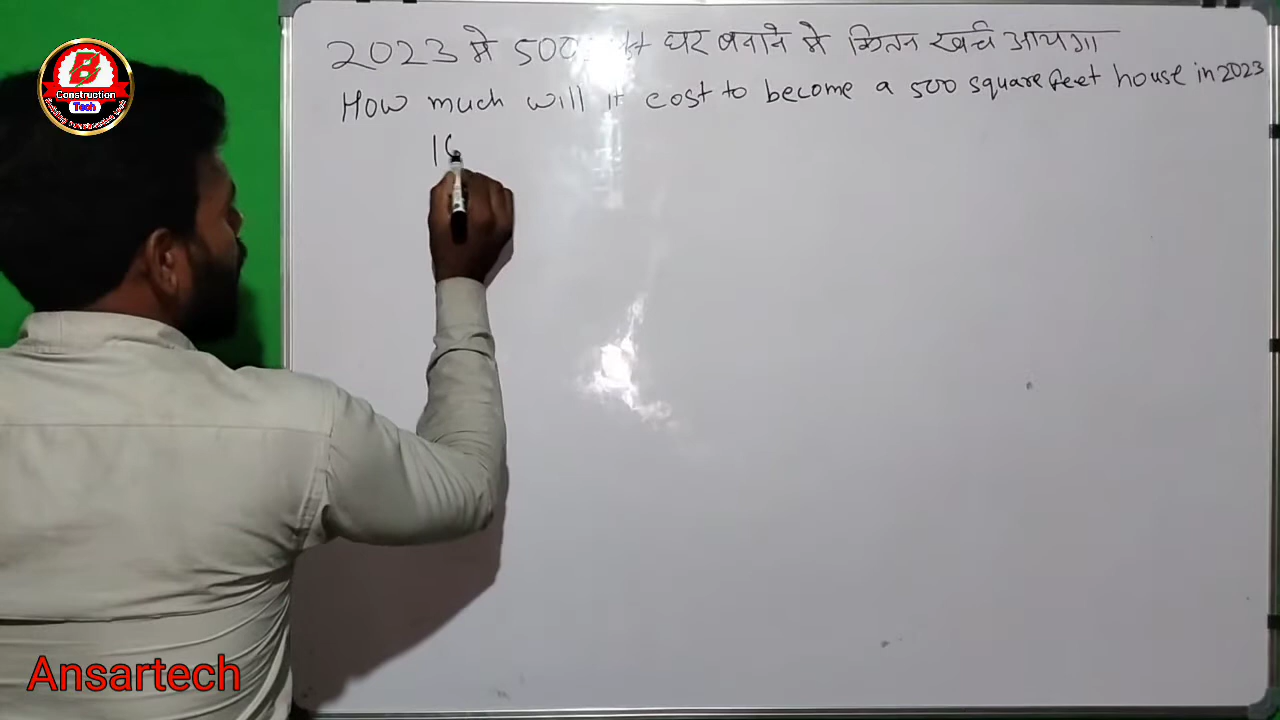 Construction
Tech
2023 मे 500 घर बनाने मे कितन खर्च आयगा
How much will it cost to become a 500 square feet house in 2023
16
Ansartech